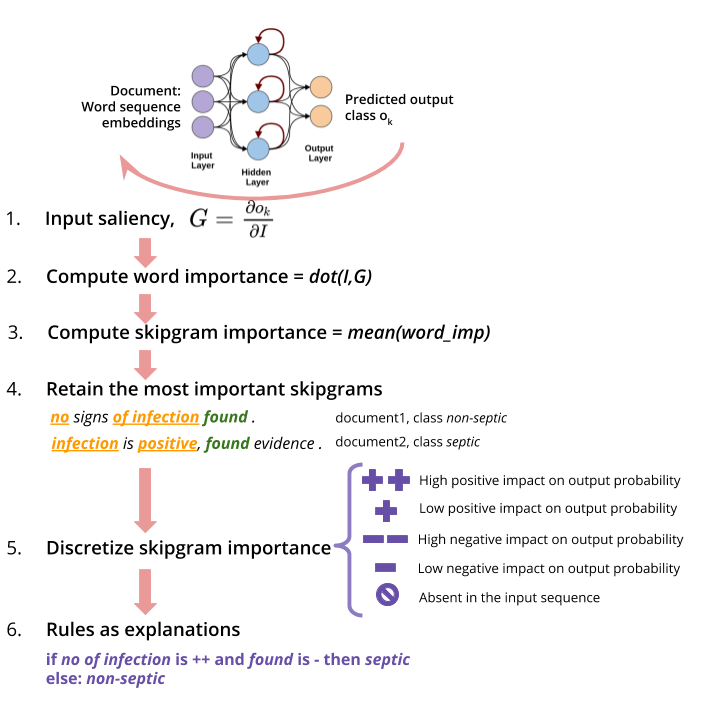 Document:
Word sequence
embeddings
Predicted output
class oₖ
Input
Layer
Hidden
Layer
Output
Layer
1. Input saliency, G = ∂oₖ/∂I
2. Compute word importance = dot(I,G)
3. Compute skipgram importance = mean(word_imp)
4. Retain the most important skipgrams
no signs of infection found . document1, class non-septic
infection is positive, found evidence . document2, class septic
High positive impact on output probability
Low positive impact on output probability
High negative impact on output probability
Low negative impact on output probability
Absent in the input sequence
5. Discretize skipgram importance
6. Rules as explanations
if no of infection is ++ and found is - then septic
else: non-septic